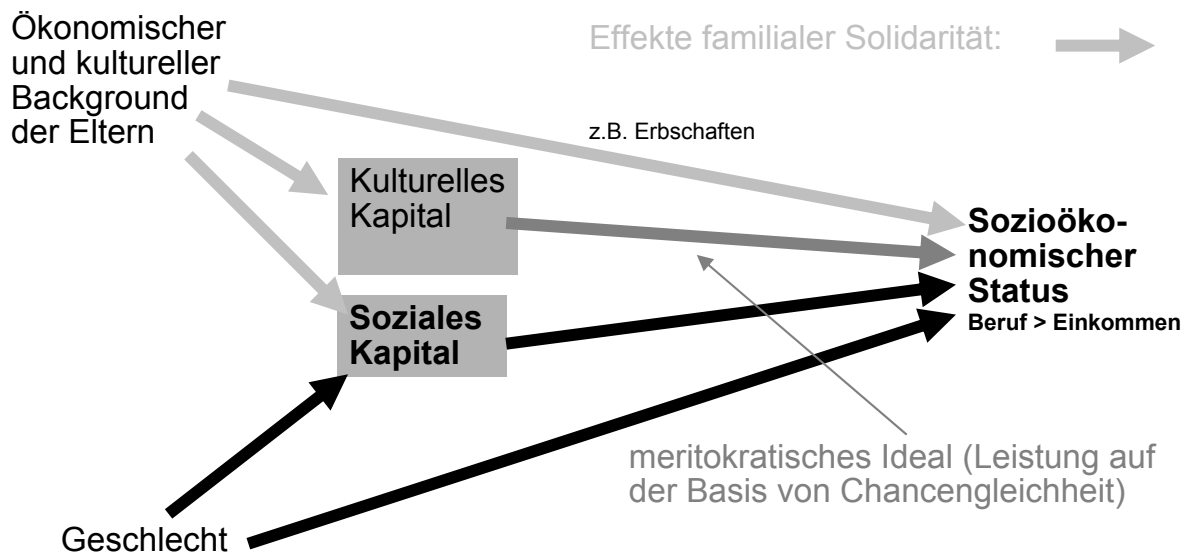 Ökonomischer
und kultureller
Background
der Eltern
Effekte familialer Solidarität:
z.B. Erbschaften
Kulturelles
Kapital
Soziales
Kapital
Sozioöko-
nomischer
Status
Beruf > Einkommen
meritokratisches Ideal (Leistung auf
der Basis von Chancengleichheit)
Geschlecht